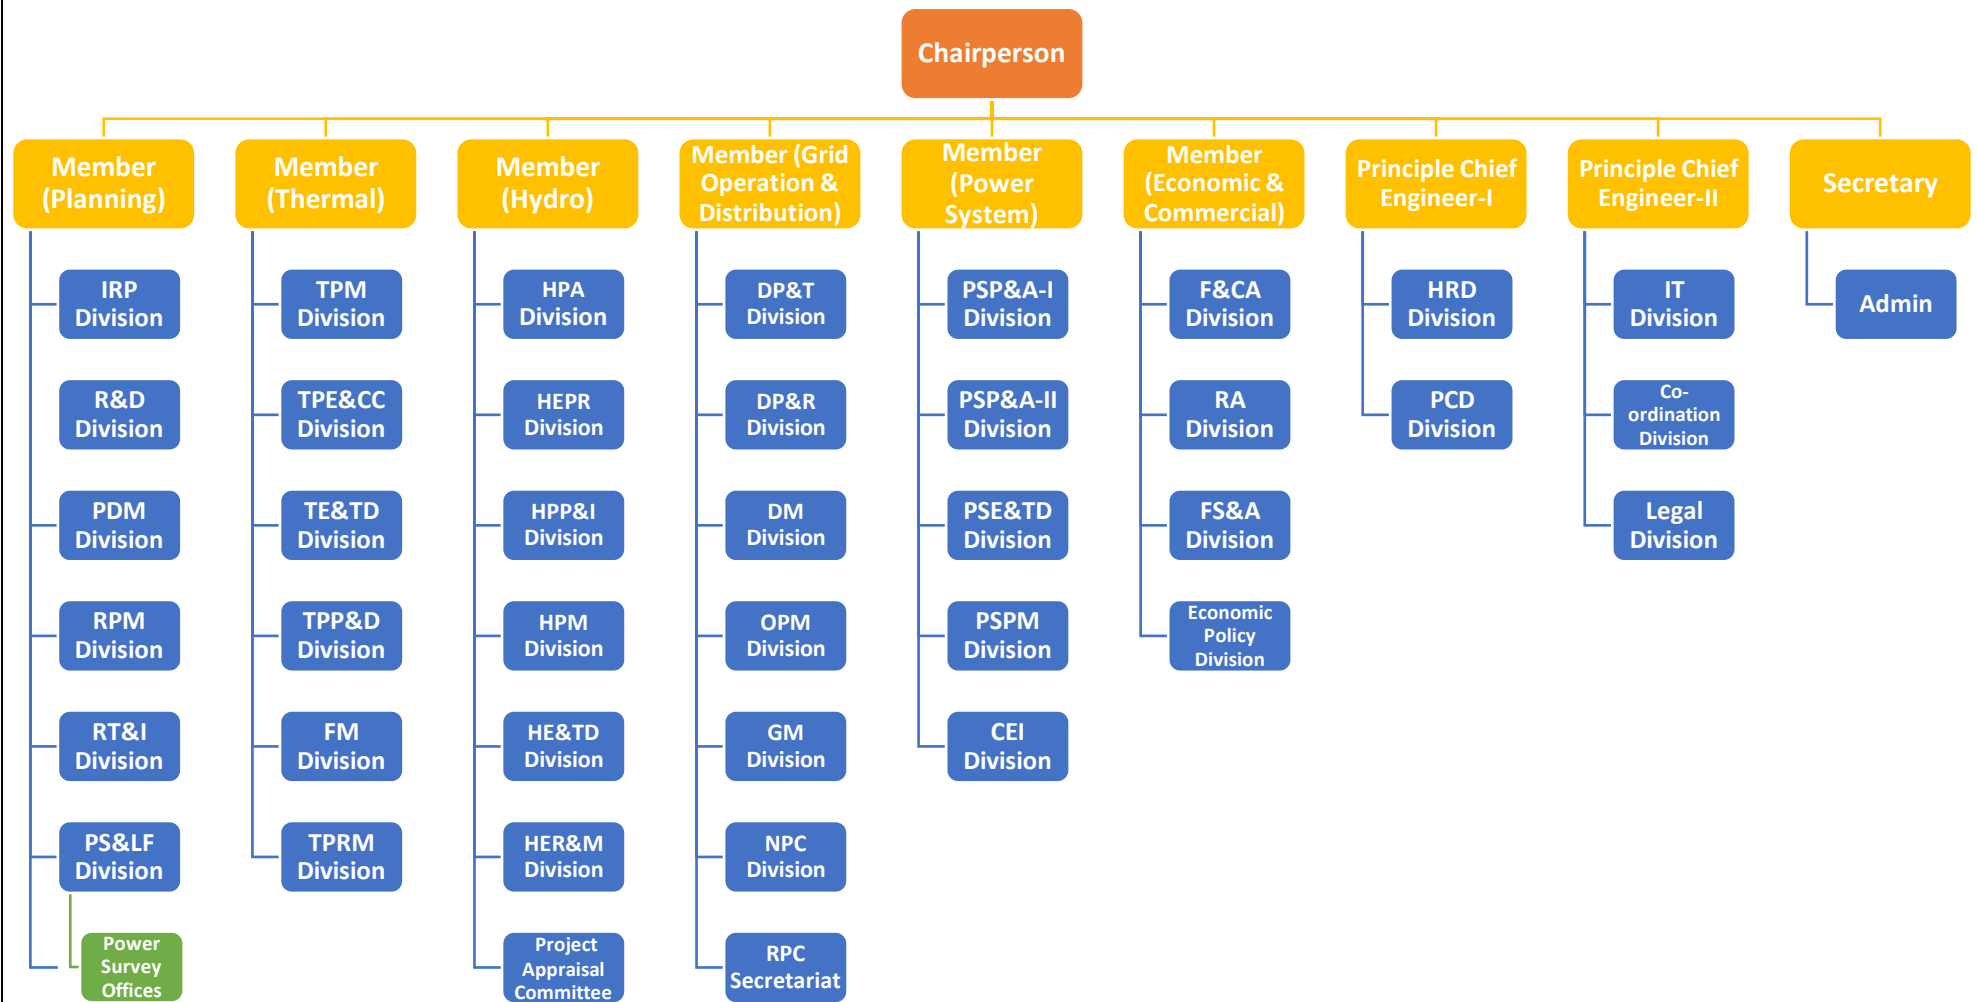 Chairperson
Member
(Planning)
IRP
Division
R&D
Division
PDM
Division
RPM
Division
RT&I
Division
PS&LF
Division
Power
Survey
Offices
Member
(Thermal)
TPM
Division
TPE&CC
Division
TE&TD
Division
TPP&D
Division
FM
Division
TPRM
Division
Member
(Hydro)
HPA
Division
HEPR
Division
HPP&I
Division
HPM
Division
HE&TD
Division
HER&M
Division
Project
Appraisal
Committee
Member (Grid
Operation &
Distribution)
DP&T
Division
DP&R
Division
DM
Division
OPM
Division
GM
Division
NPC
Division
RPC
Secretariat
Member
(Power
System)
PSP&A-I
Division
PSP&A-II
Division
PSE&TD
Division
PSPM
Division
CEI
Division
Member
(Economic &
Commercial)
F&CA
Division
RA
Division
FS&A
Division
Economic
Policy
Division
Principle Chief
Engineer-I
HRD
Division
PCD
Division
Principle Chief
Engineer-II
IT
Division
Co-
ordination
Division
Legal
Division
Secretary
Admin